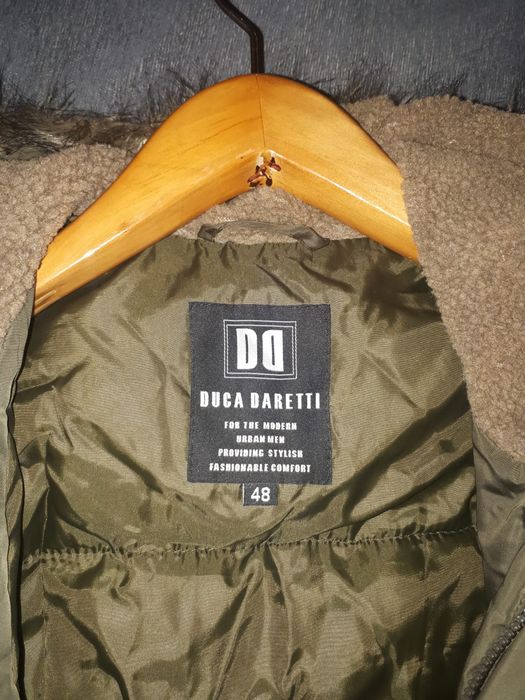 DD
DUCA DARETTI
FOR THE MODERN
URBAN MEN
PROVIDING STYLISH
FASHIONABLE COMFORT
48